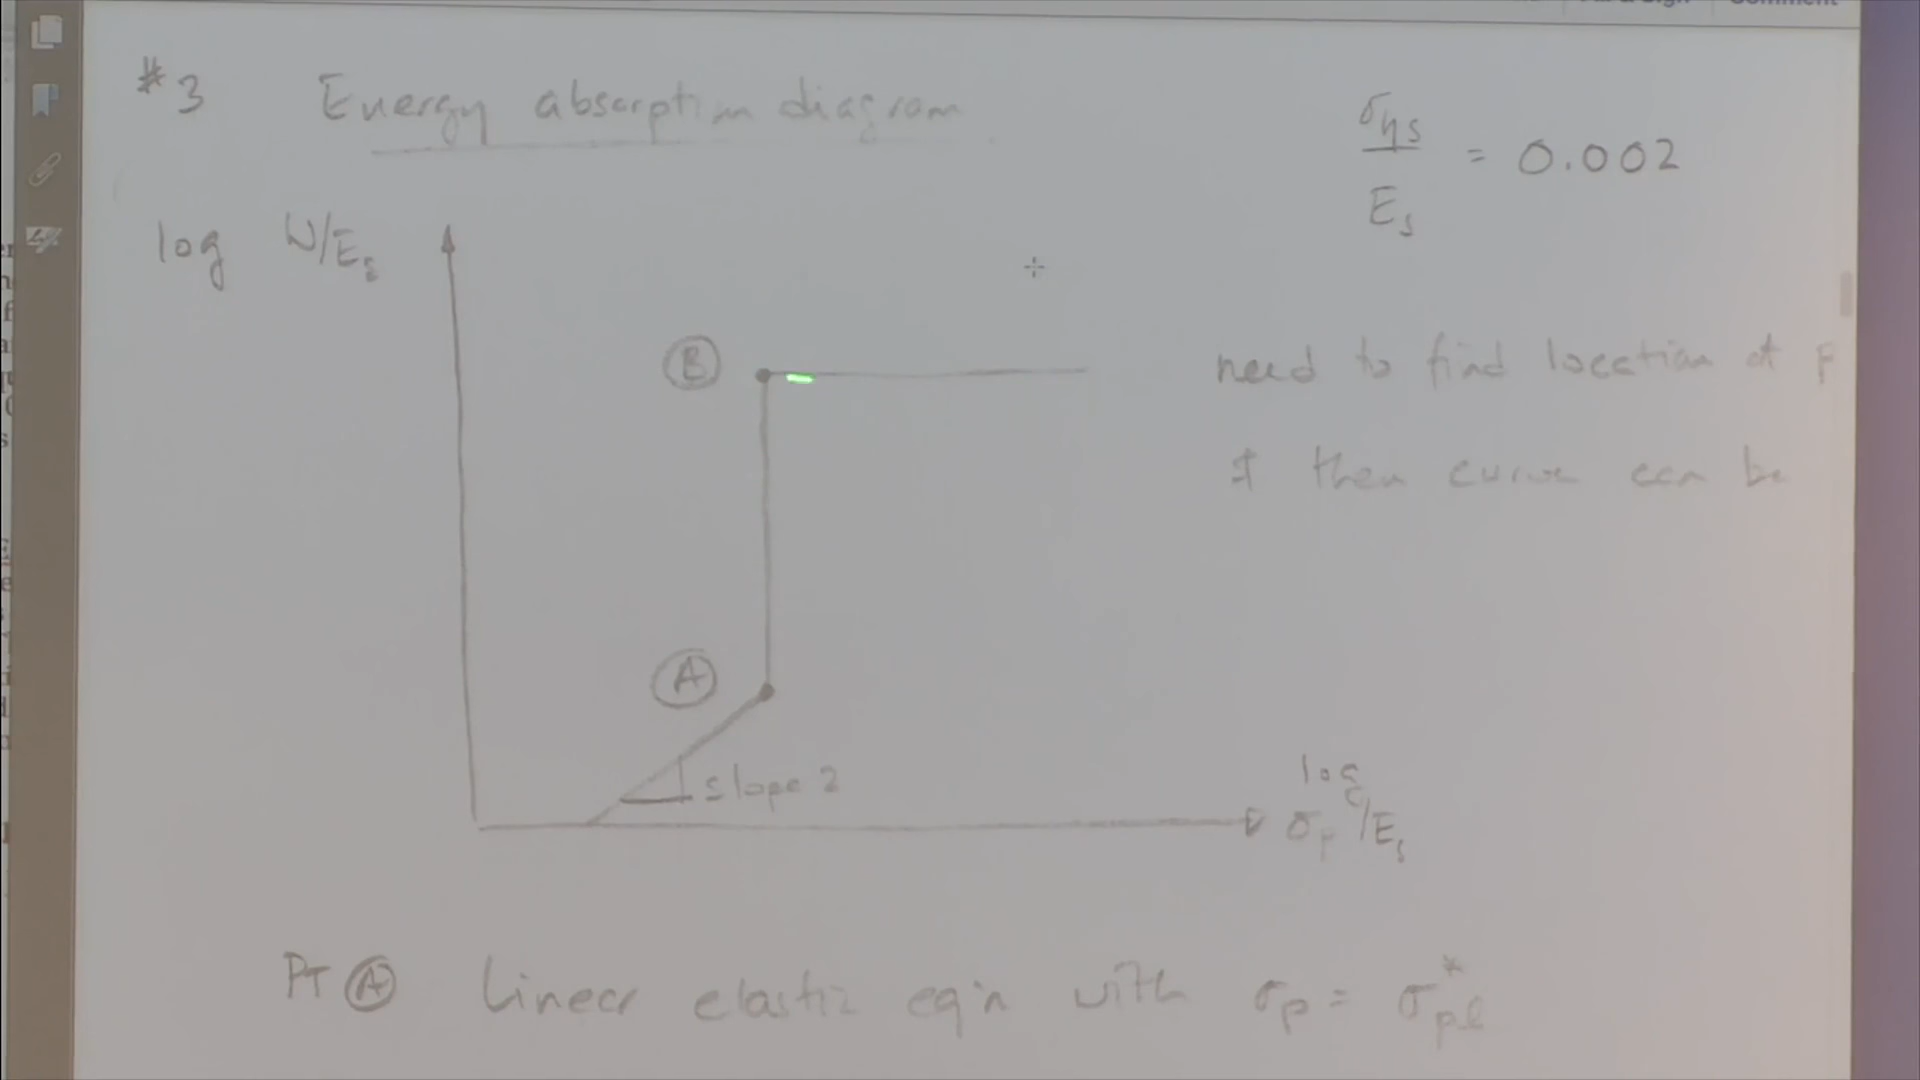 #3 Energy absorption diagram
σys/Es = 0.002
log W/Es
B
need to find location of
& then curve can be
A
slope 2
log σp/Es
PT A Linear elastic eq'n with σp = σ*pl